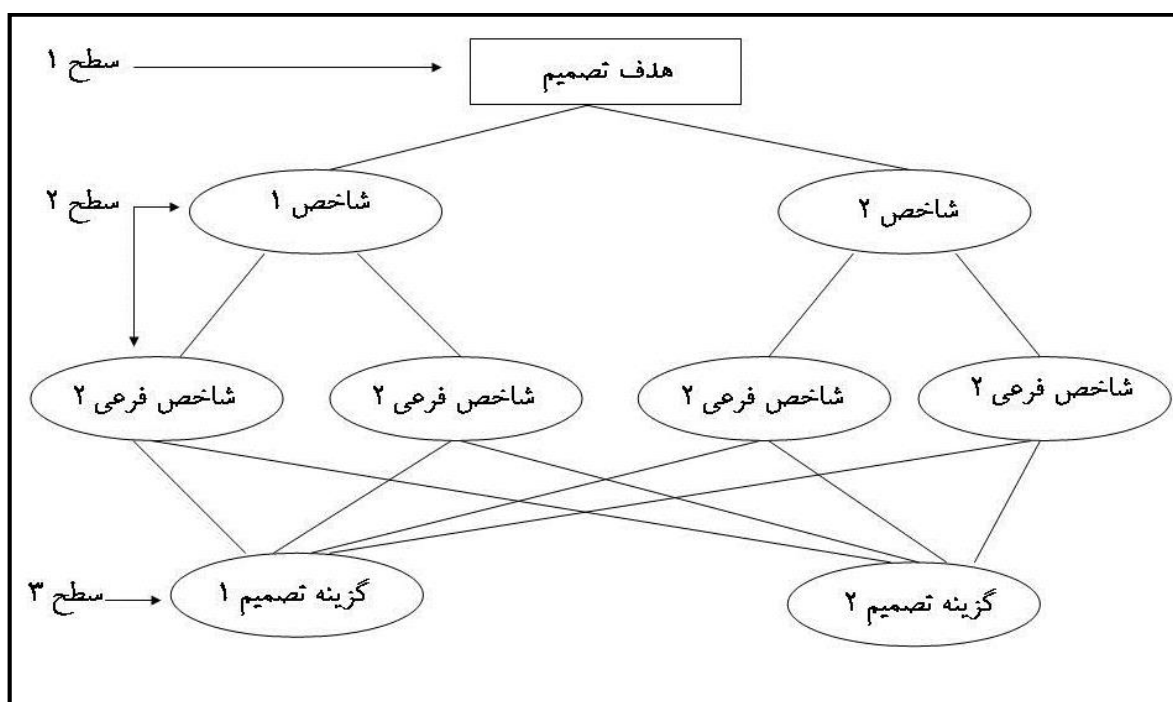 سطح ۱
هدف تصمیم
سطح ۲
شاخص ۱
شاخص ۲
شاخص فرعی ۲
شاخص فرعی ۲
شاخص فرعی ۲
شاخص فرعی ۲
سطح ۳
گزینه تصمیم ۱
گزینه تصمیم ۲